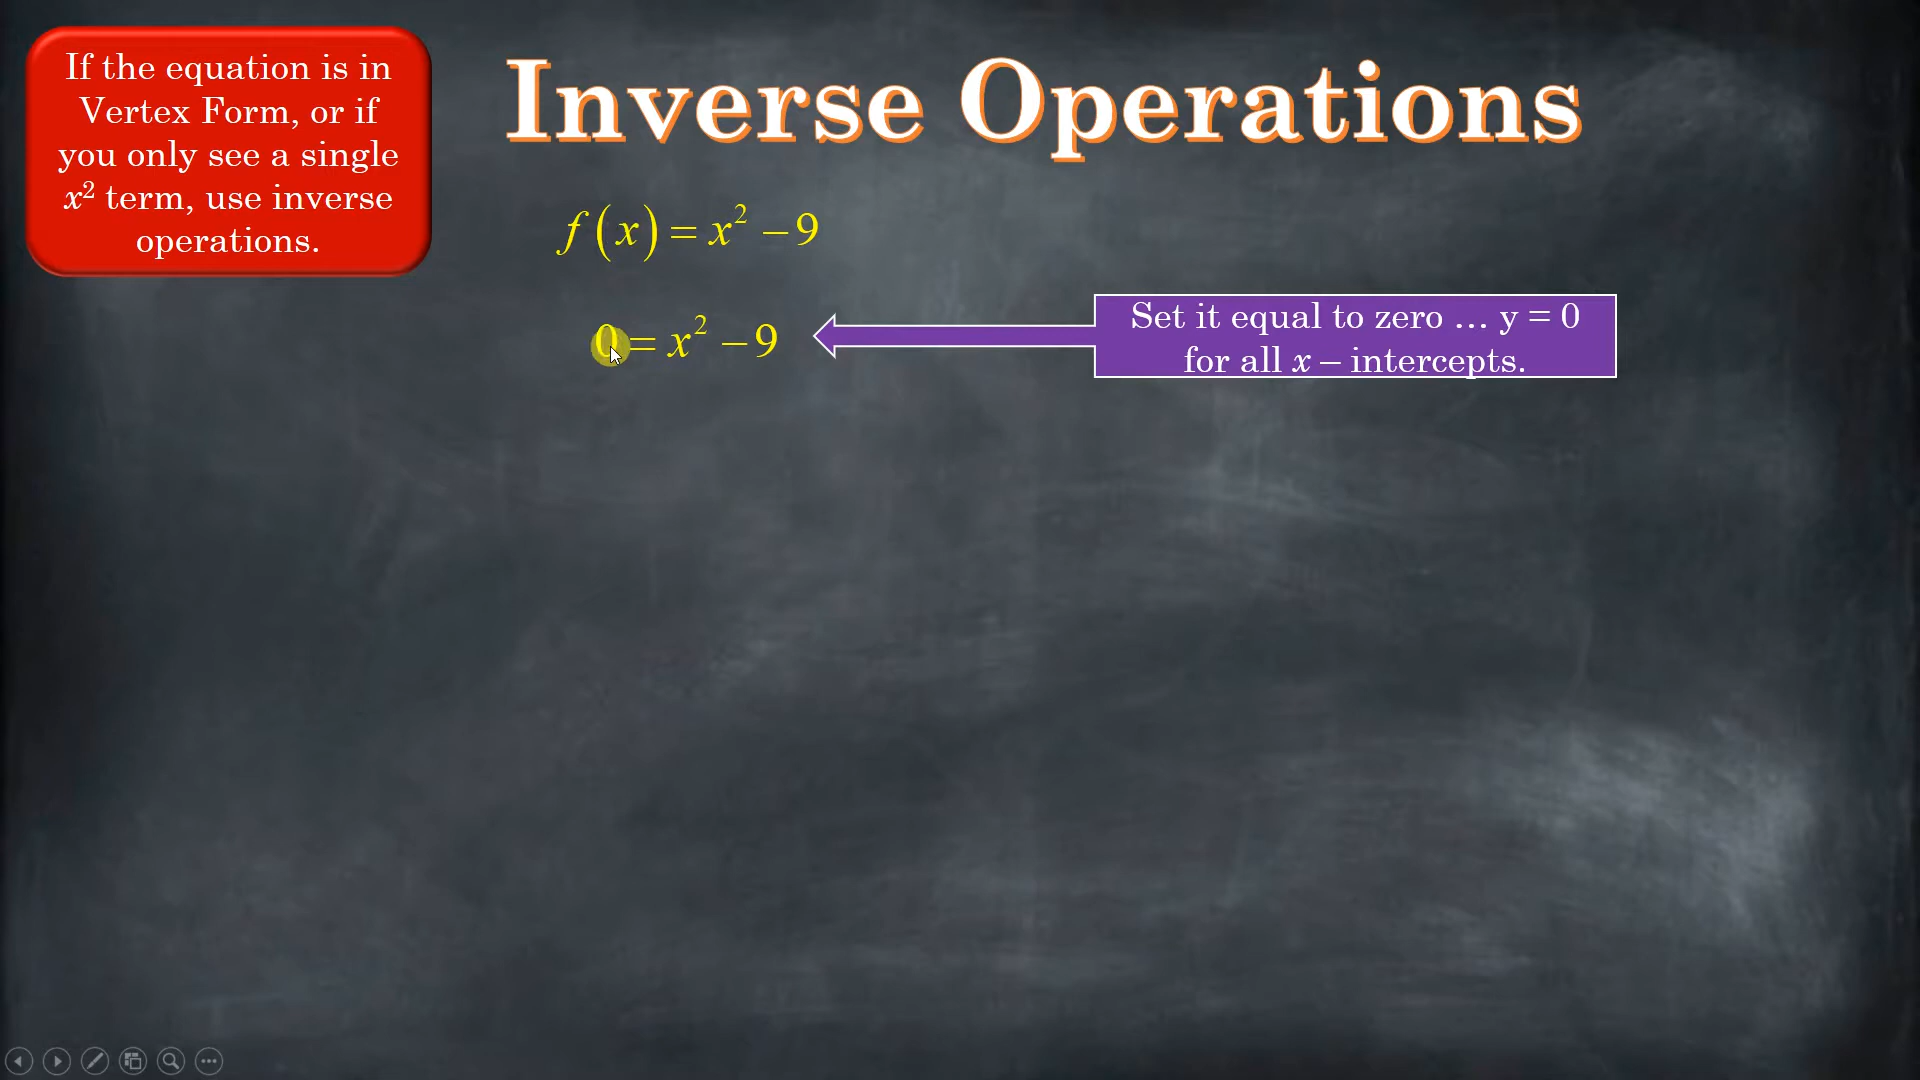 If the equation is in
Vertex Form, or if
you only see a single
x² term, use inverse
operations.
Inverse Operations
f(x) = x² − 9
0 = x² − 9
Set it equal to zero … y = 0
for all x – intercepts.